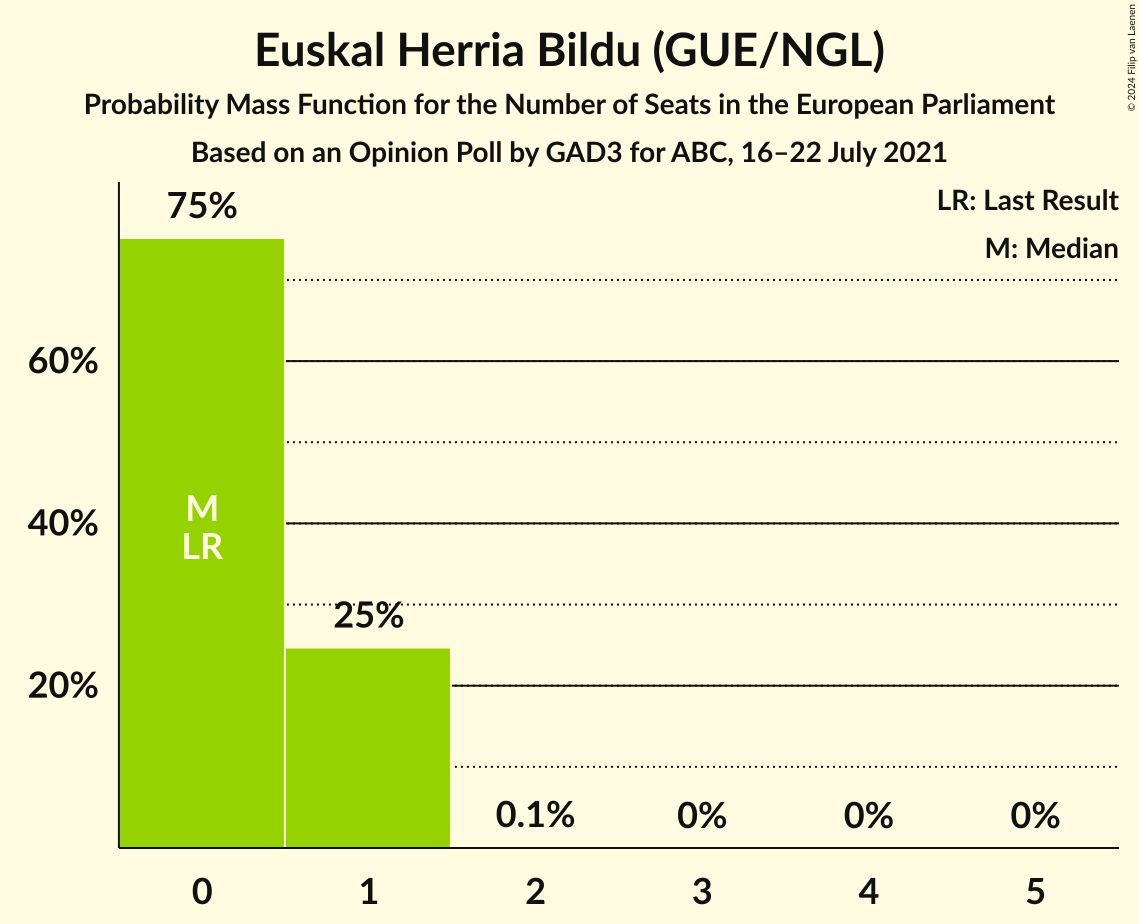 Euskal Herria Bildu (GUE/NGL)
Probability Mass Function for the Number of Seats in the European Parliament
Based on an Opinion Poll by GAD3 for ABC, 16–22 July 2021
© 2024 Filip van Laenen
LR: Last Result
M: Median
75%
60%
M
LR
40%
25%
20%
0.1%
0%
0%
0%
0
1
2
3
4
5